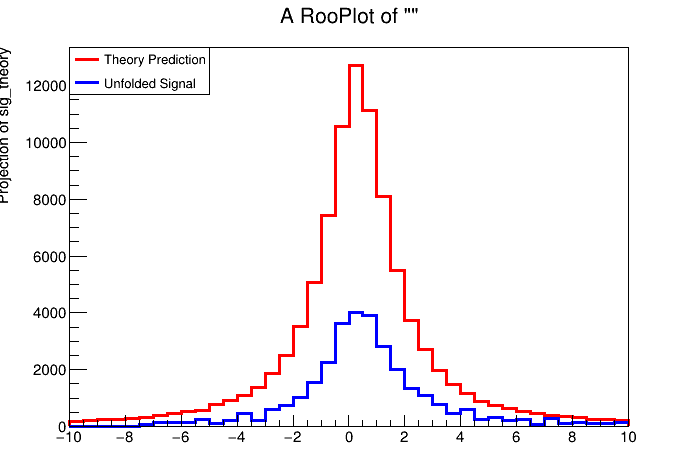 A RooPlot of ""
Projection of sig_theory
Theory Prediction
Unfolded Signal
12000
10000
8000
6000
4000
2000
0
−10 −8 −6 −4 −2 0 2 4 6 8 10